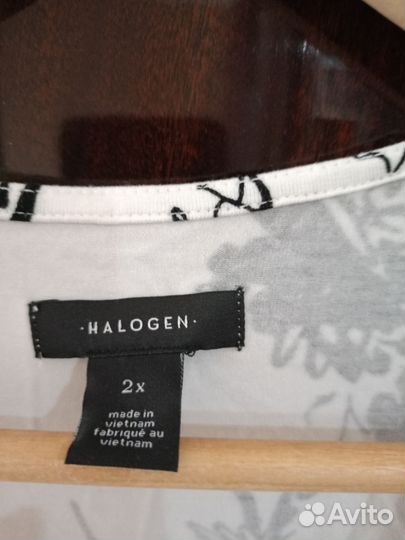 ·HALOGEN·
2x
made in
vietnam
fabriqué au
vietnam
Avito